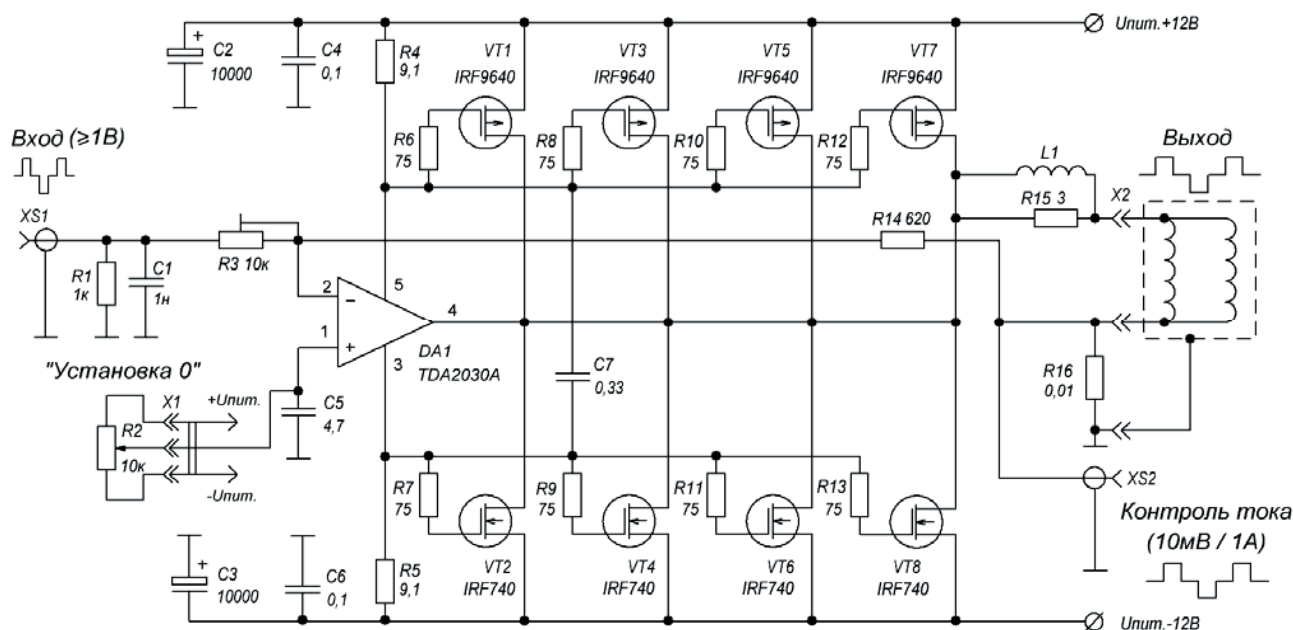 Uпит.+12В
C2
10000
+
C4
0,1
R4
9,1
VT1
IRF9640
VT3
IRF9640
VT5
IRF9640
VT7
IRF9640
Вход (≥1В)
R6
75
R8
75
R10
75
R12
75
Выход
L1
R15 3
X2
XS1
R1
1к
C1
1н
R3 10к
R14 620
2
−
5
4
1
+
3
DA1
TDA2030A
C7
0,33
R16
0,01
"Установка 0"
X1
+Uпит.
R2
10к
-Uпит.
C5
4,7
R7
75
R9
75
R11
75
R13
75
XS2
Контроль тока
(10мВ / 1А)
+
C3
10000
C6
0,1
R5
9,1
VT2
IRF740
VT4
IRF740
VT6
IRF740
VT8
IRF740
Uпит.-12В